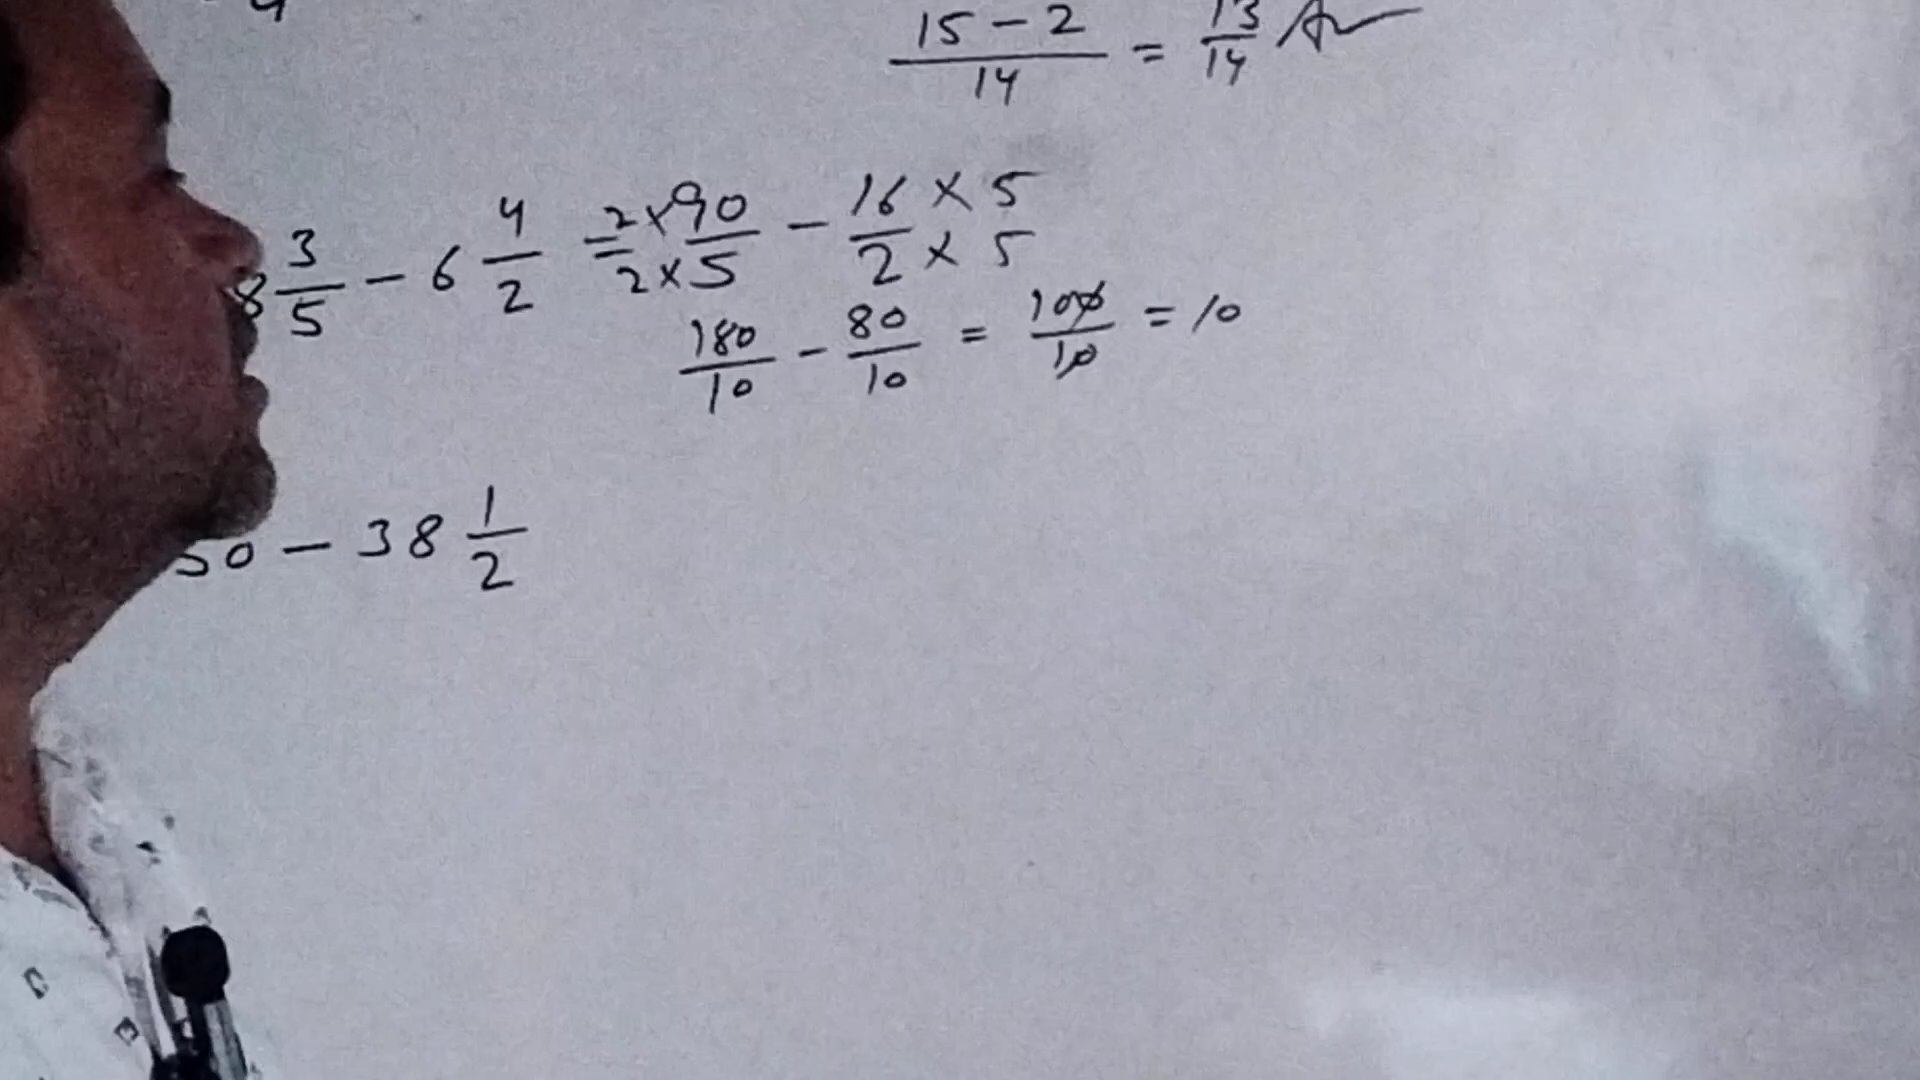 4
15 - 2 / 14 = 13 / 14
8 3/5 - 6 4/2 = 2 x 90 / 2 x 5 - 16 x 5 / 2 x 5
180/10 - 80/10 = 100/10 = 10
50 - 38 1/2